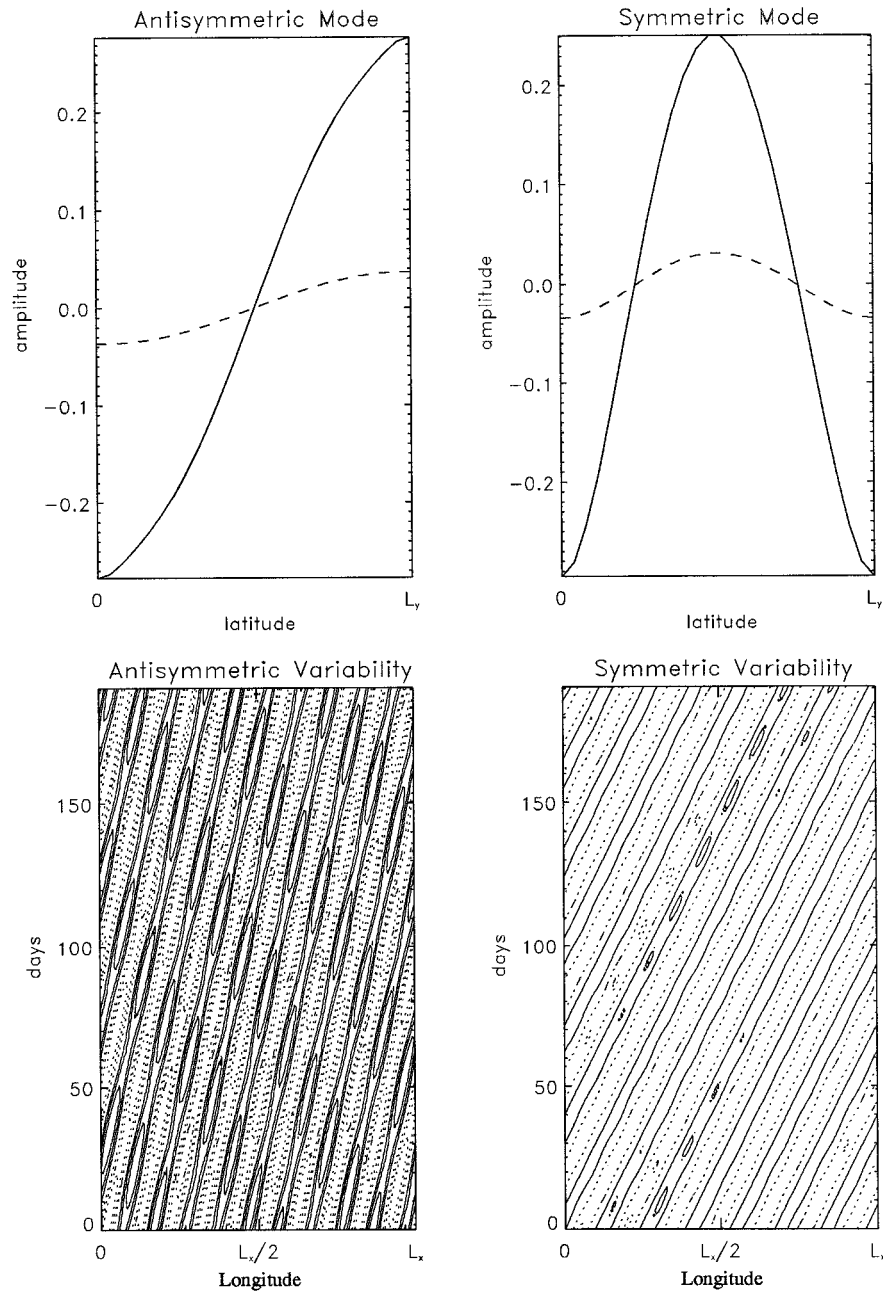 Antisymmetric Mode
0.2
0.1
0.0
-0.1
-0.2
amplitude
0
L_y
latitude
Symmetric Mode
0.2
0.1
0.0
-0.1
-0.2
amplitude
0
L_y
latitude
Antisymmetric Variability
150
100
50
0
days
0
L_x/2
L_x
Longitude
Symmetric Variability
150
100
50
0
days
0
L_x/2
L
Longitude